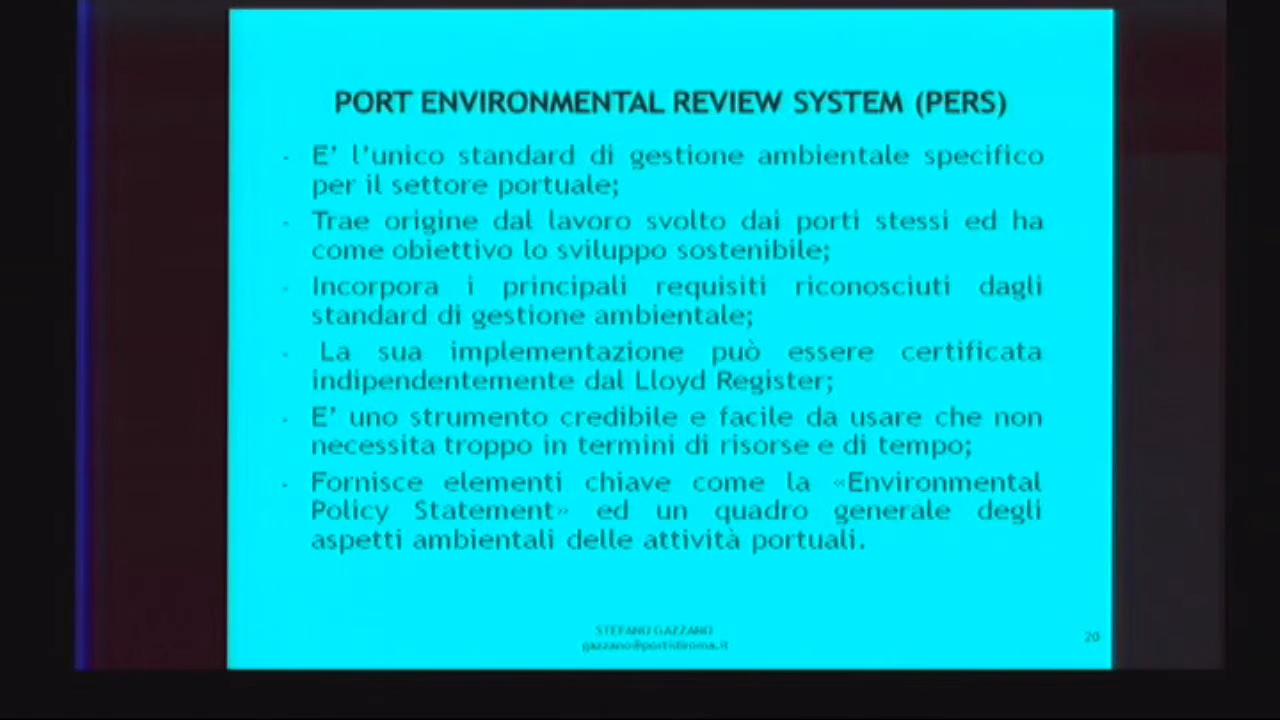 PORT ENVIRONMENTAL REVIEW SYSTEM (PERS)
- E' l'unico standard di gestione ambientale specifico
per il settore portuale;
- Trae origine dal lavoro svolto dai porti stessi ed ha
come obiettivo lo sviluppo sostenibile;
- Incorpora i principali requisiti riconosciuti dagli
standard di gestione ambientale;
- La sua implementazione può essere certificata
indipendentemente dal Lloyd Register;
- E' uno strumento credibile e facile da usare che non
necessita troppo in termini di risorse e di tempo;
- Fornisce elementi chiave come la «Environmental
Policy Statement» ed un quadro generale degli
aspetti ambientali delle attività portuali.
STEFANO GAZZANO
gazzano@portidiroma.it
20